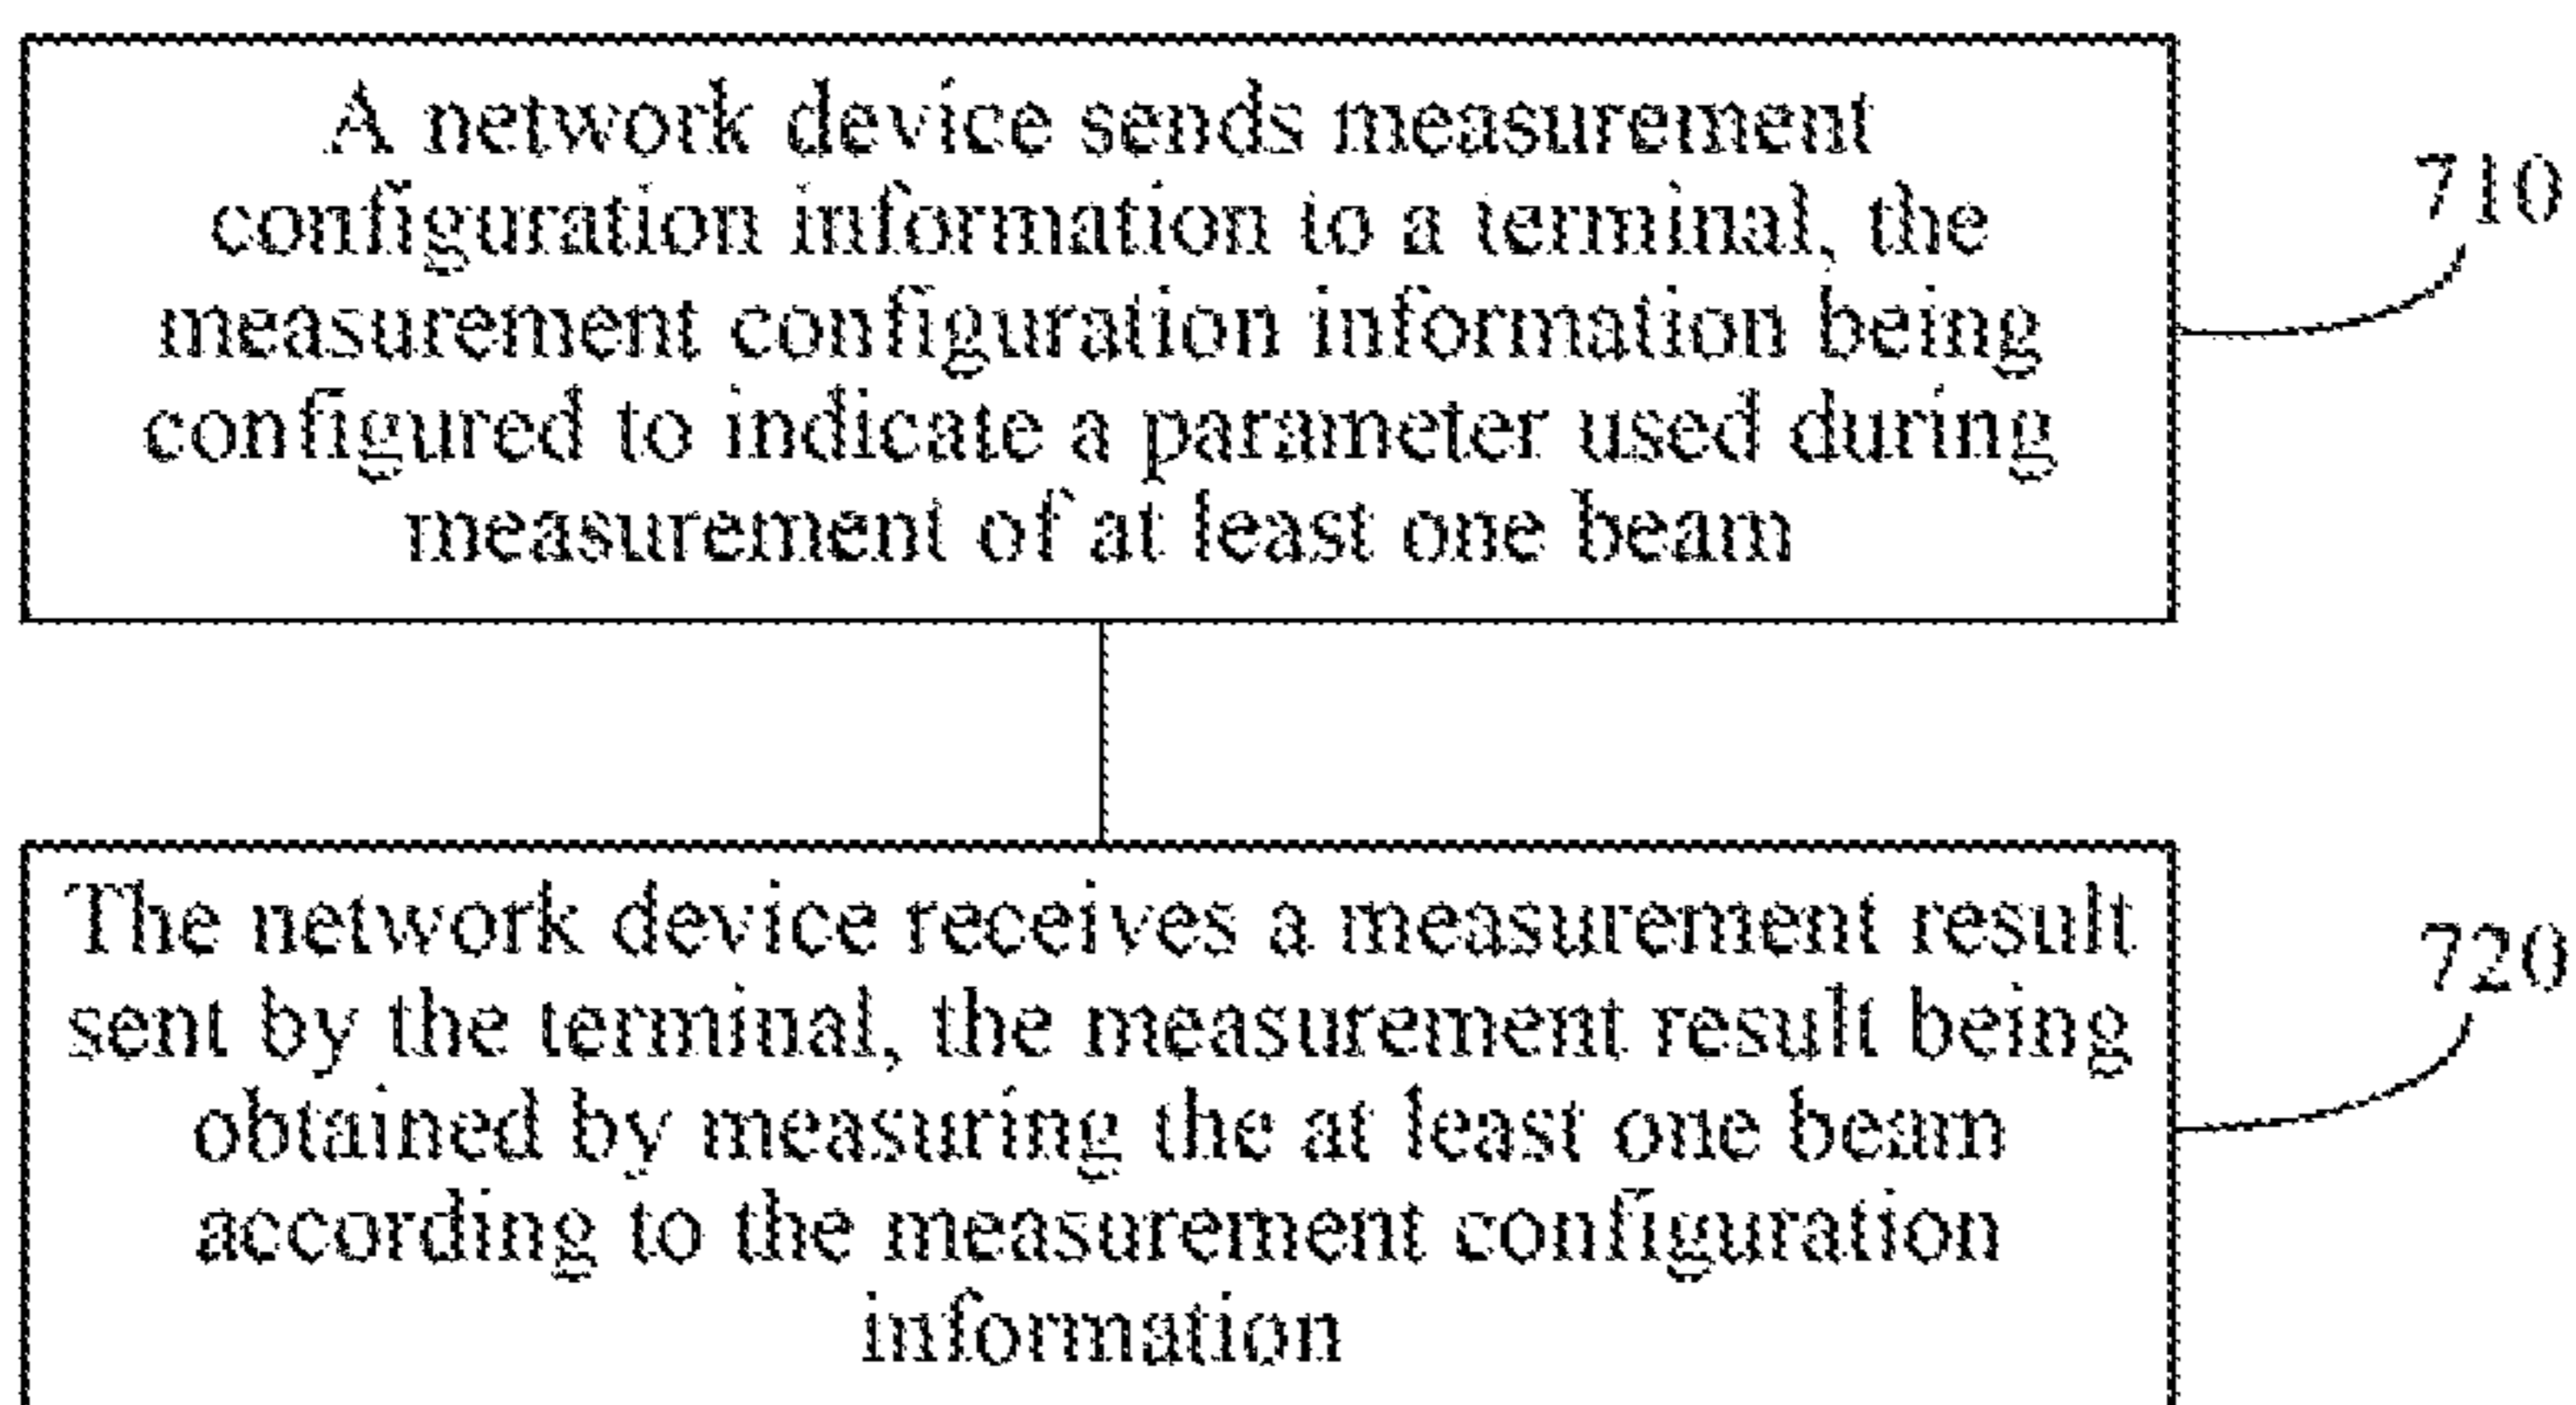 A network device sends measurement
configuration information to a terminal, the
measurement configuration information being
configured to indicate a parameter used during
measurement of at least one beam
710
The network device receives a measurement result
sent by the terminal, the measurement result being
obtained by measuring the at least one beam
according to the measurement configuration
information
720